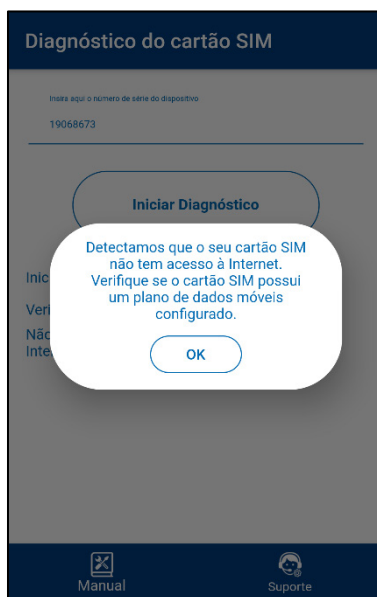 Diagnóstico do cartão SIM
Insira aqui o número de série do dispositivo
19068673
Iniciar Diagnóstico
Detectamos que o seu cartão SIM
não tem acesso à Internet.
Verifique se o cartão SIM possui
um plano de dados móveis
configurado.
OK
Inic
Veri
Não
Inte
Manual
Suporte